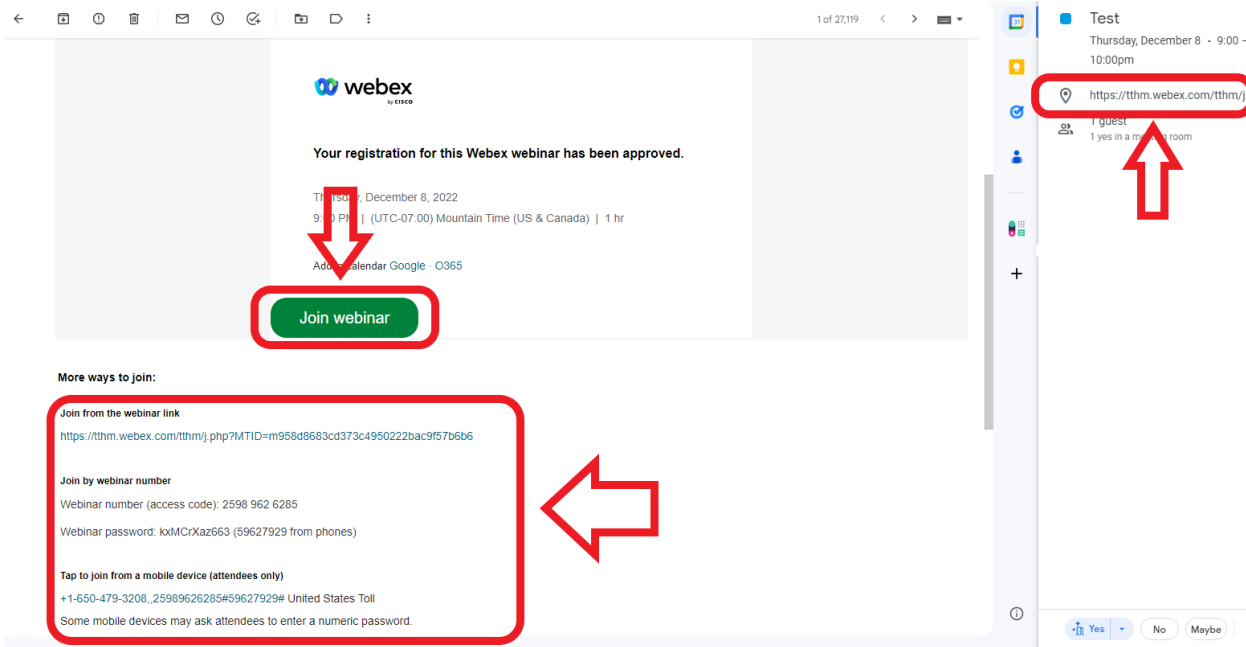 1 of 27,119
webex
by CISCO
Your registration for this Webex webinar has been approved.
Thursday, December 8, 2022
9:00 PM | (UTC-07:00) Mountain Time (US & Canada) | 1 hr
Add to calendar Google · O365
Join webinar
More ways to join:
Join from the webinar link
https://tthm.webex.com/tthm/j.php?MTID=m958d8683cd373c4950222bac9f57b6b6
Join by webinar number
Webinar number (access code): 2598 962 6285
Webinar password: kxMCrXaz663 (59627929 from phones)
Tap to join from a mobile device (attendees only)
+1-650-479-3208,,25989626285#59627929# United States Toll
Some mobile devices may ask attendees to enter a numeric password.
31
Test
Thursday, December 8 · 9:00 –
10:00pm
https://tthm.webex.com/tthm/j
1 guest
1 yes in a meeting room
Yes
No
Maybe